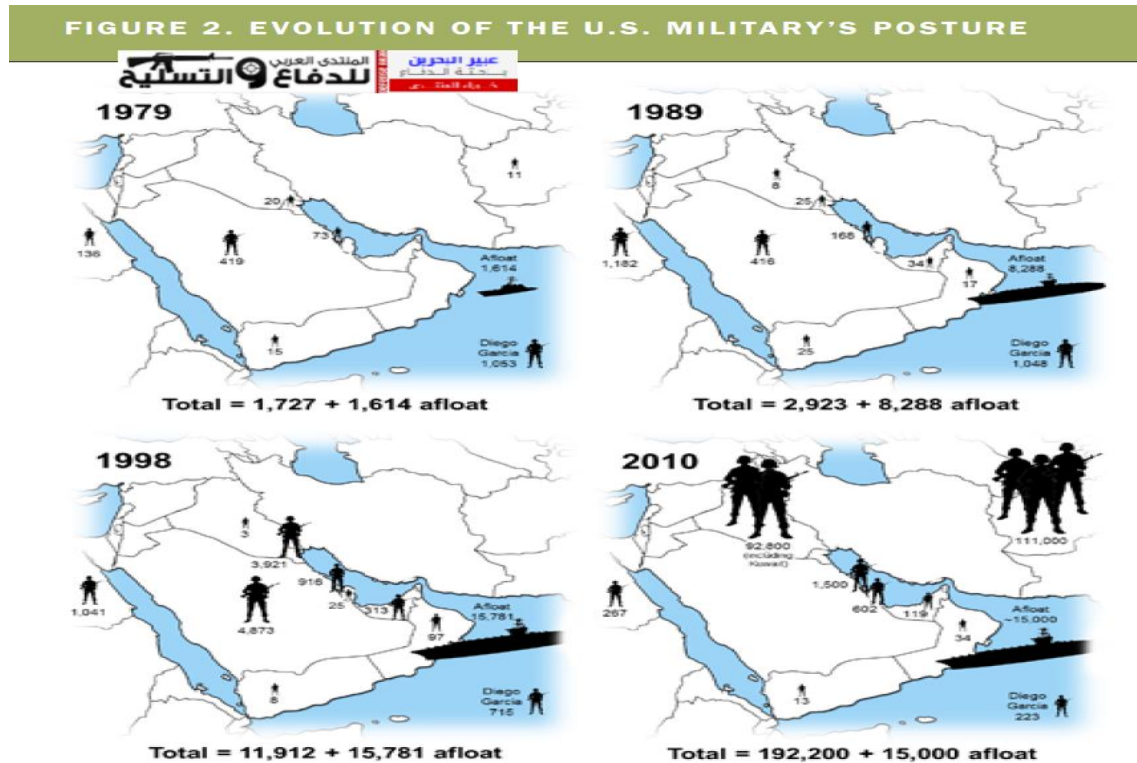 FIGURE 2. EVOLUTION OF THE U.S. MILITARY'S POSTURE
المنتدى العربي
للدفاع والتسليح
عبير البحرين
1979
11
20
73
136
419
Afloat
1,614
15
Diego
Garcia
1,053
Total = 1,727 + 1,614 afloat
1989
8
25
168
1,182
416
34
17
Afloat
8,288
25
Diego
Garcia
1,048
Total = 2,923 + 8,288 afloat
1998
3
3,921
916
25
313
1,041
4,873
97
Afloat
15,781
8
Diego
Garcia
715
Total = 11,912 + 15,781 afloat
2010
92,800
(including
Kuwait)
111,000
1,500
602
119
267
34
Afloat
~15,000
13
Diego
Garcia
223
Total = 192,200 + 15,000 afloat